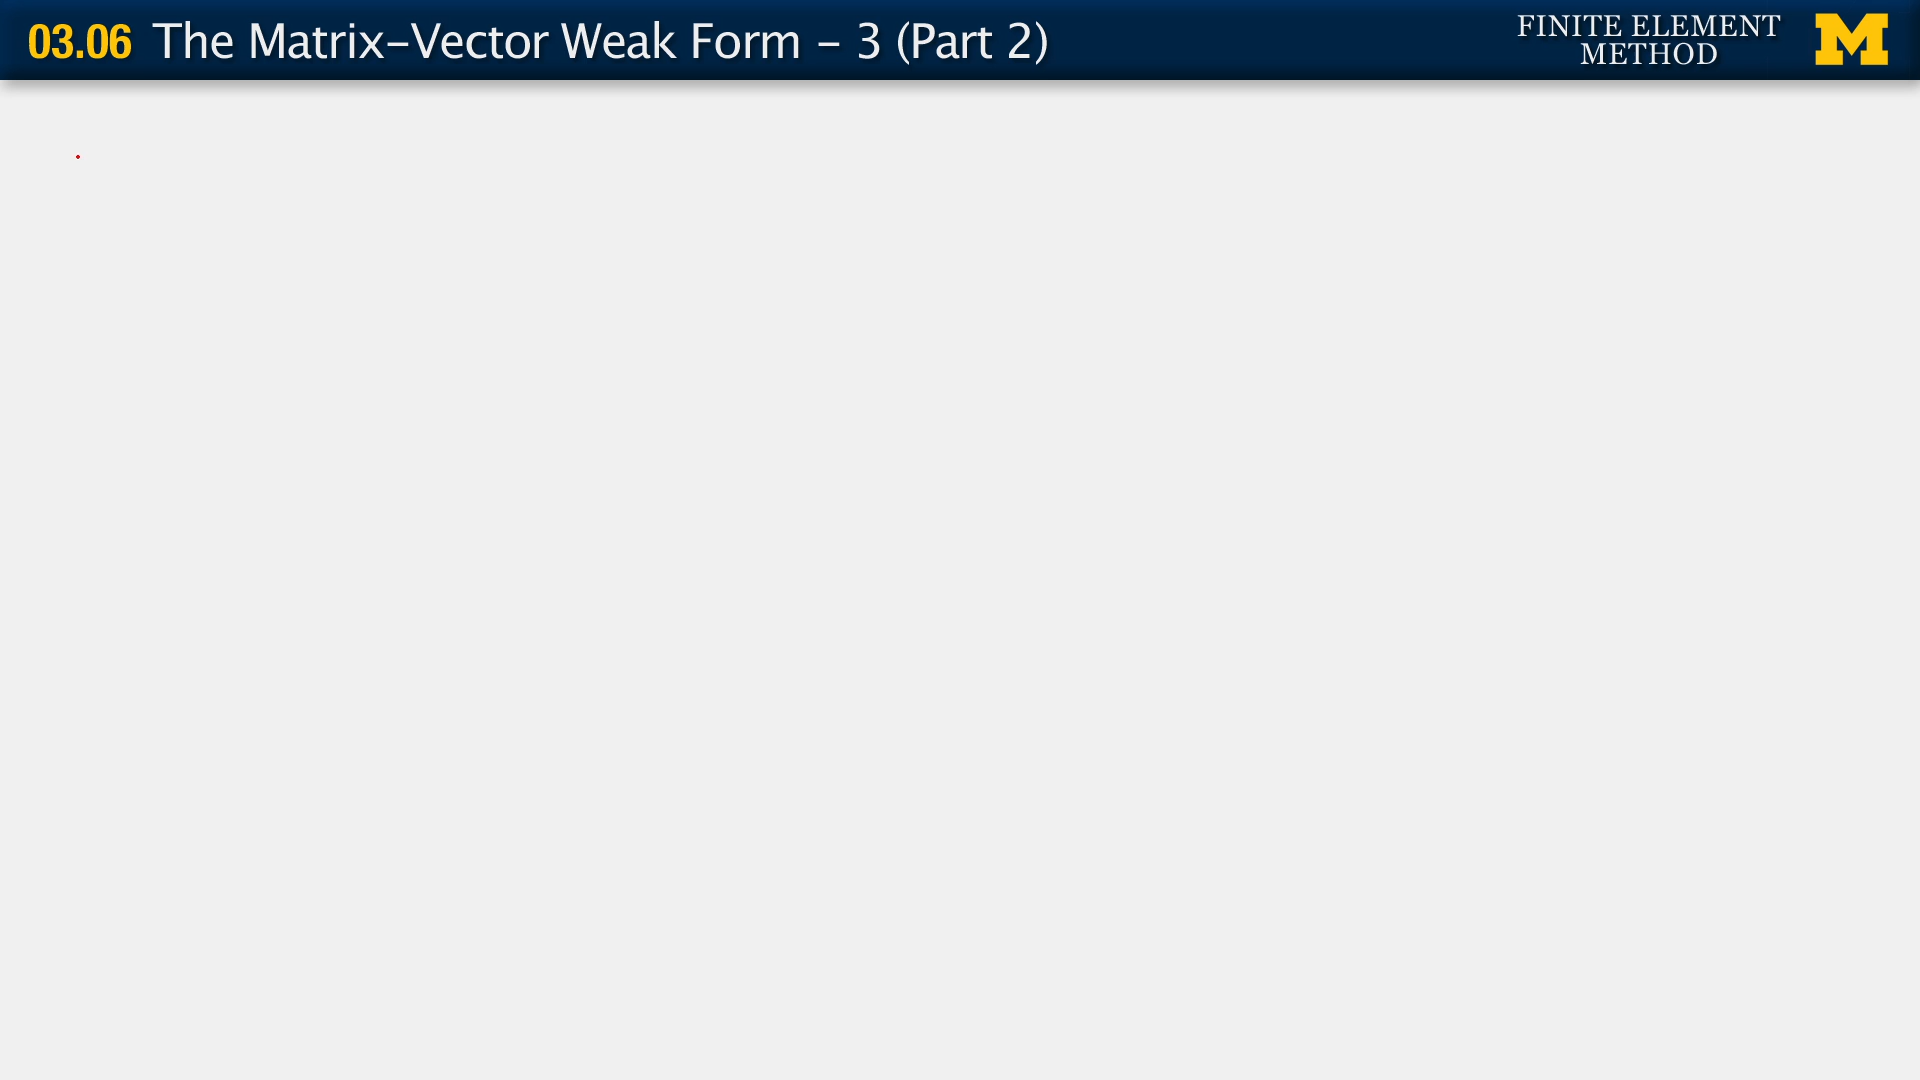 03.06 The Matrix–Vector Weak Form – 3 (Part 2)
FINITE ELEMENT
METHOD
M